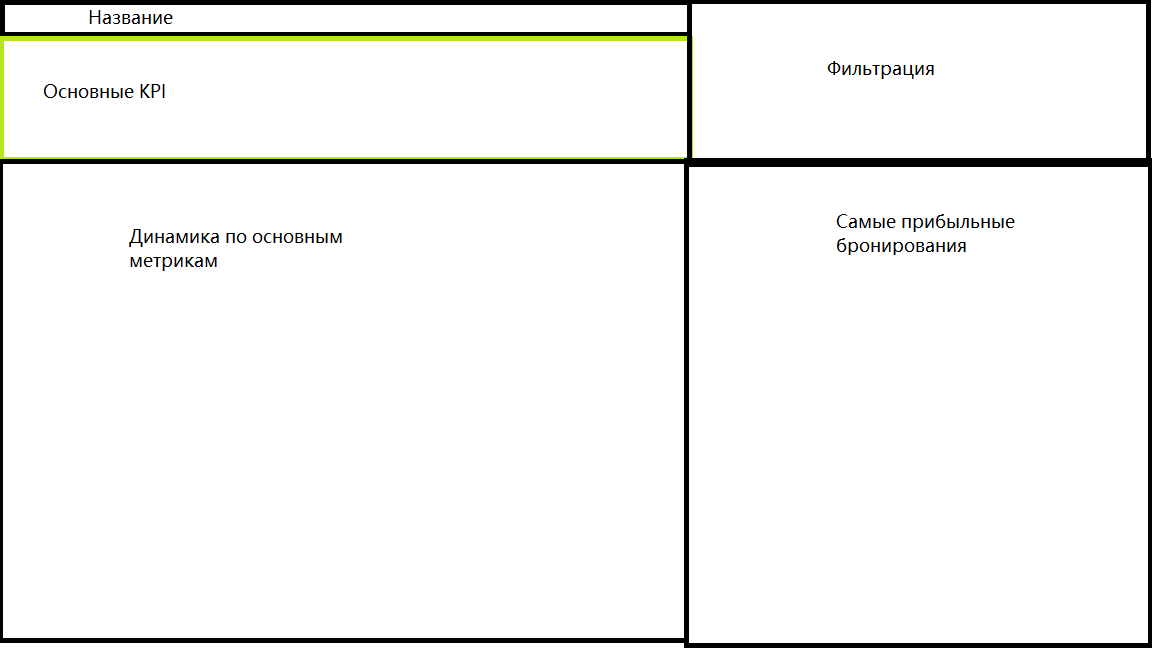 Название
Фильтрация
Основные KPI
Динамика по основным
метрикам
Самые прибыльные
бронирования